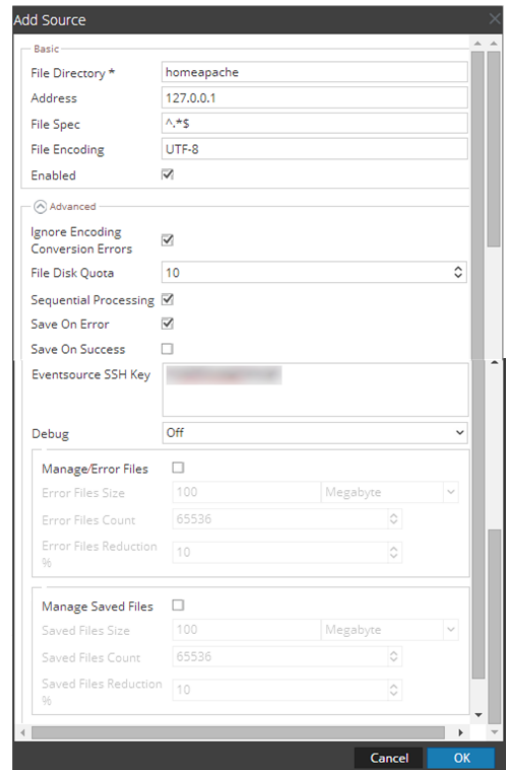 Add Source
Basic
File Directory * homeapache
Address 127.0.0.1
File Spec ^.*$
File Encoding UTF-8
Enabled
Advanced
Ignore Encoding
Conversion Errors
File Disk Quota 10
Sequential Processing
Save On Error
Save On Success
Eventsource SSH Key
Debug Off
Manage/Error Files
Error Files Size 100 Megabyte
Error Files Count 65536
Error Files Reduction
% 10
Manage Saved Files
Saved Files Size 100 Megabyte
Saved Files Count 65536
Saved Files Reduction
% 10
Cancel OK